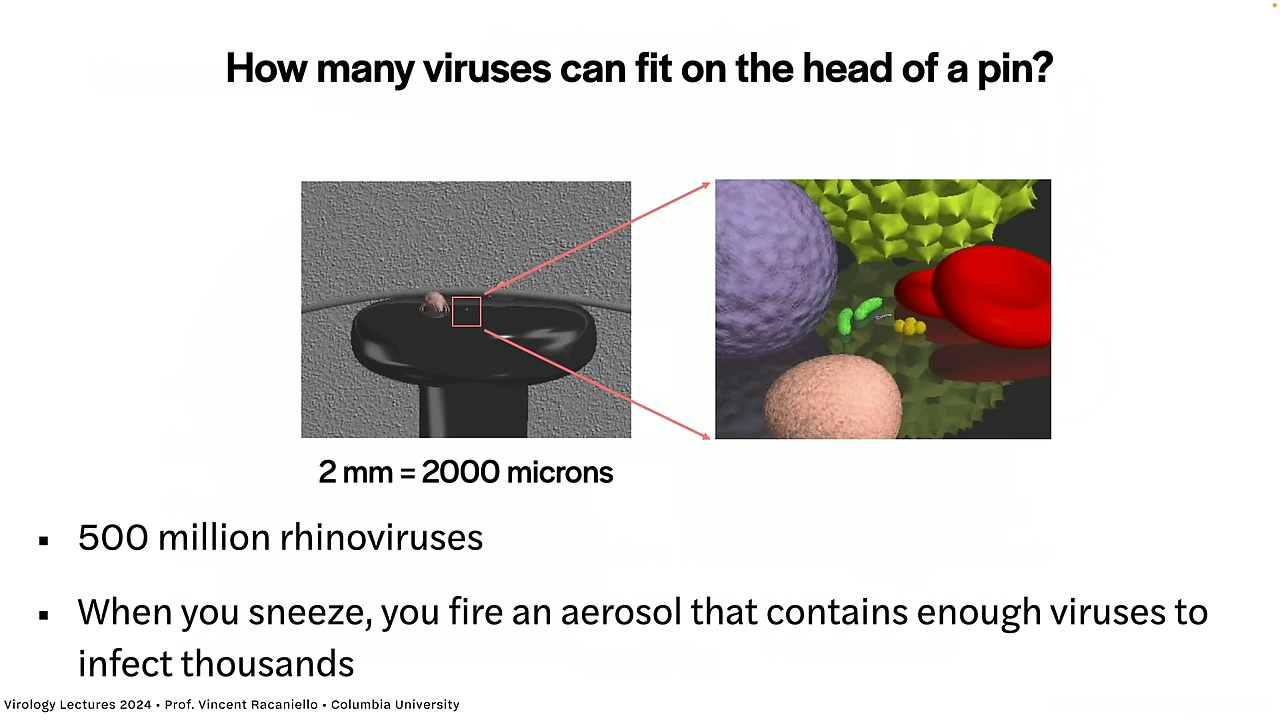 How many viruses can fit on the head of a pin?
2 mm = 2000 microns
▪ 500 million rhinoviruses
▪ When you sneeze, you fire an aerosol that contains enough viruses to
infect thousands
Virology Lectures 2024 • Prof. Vincent Racaniello • Columbia University